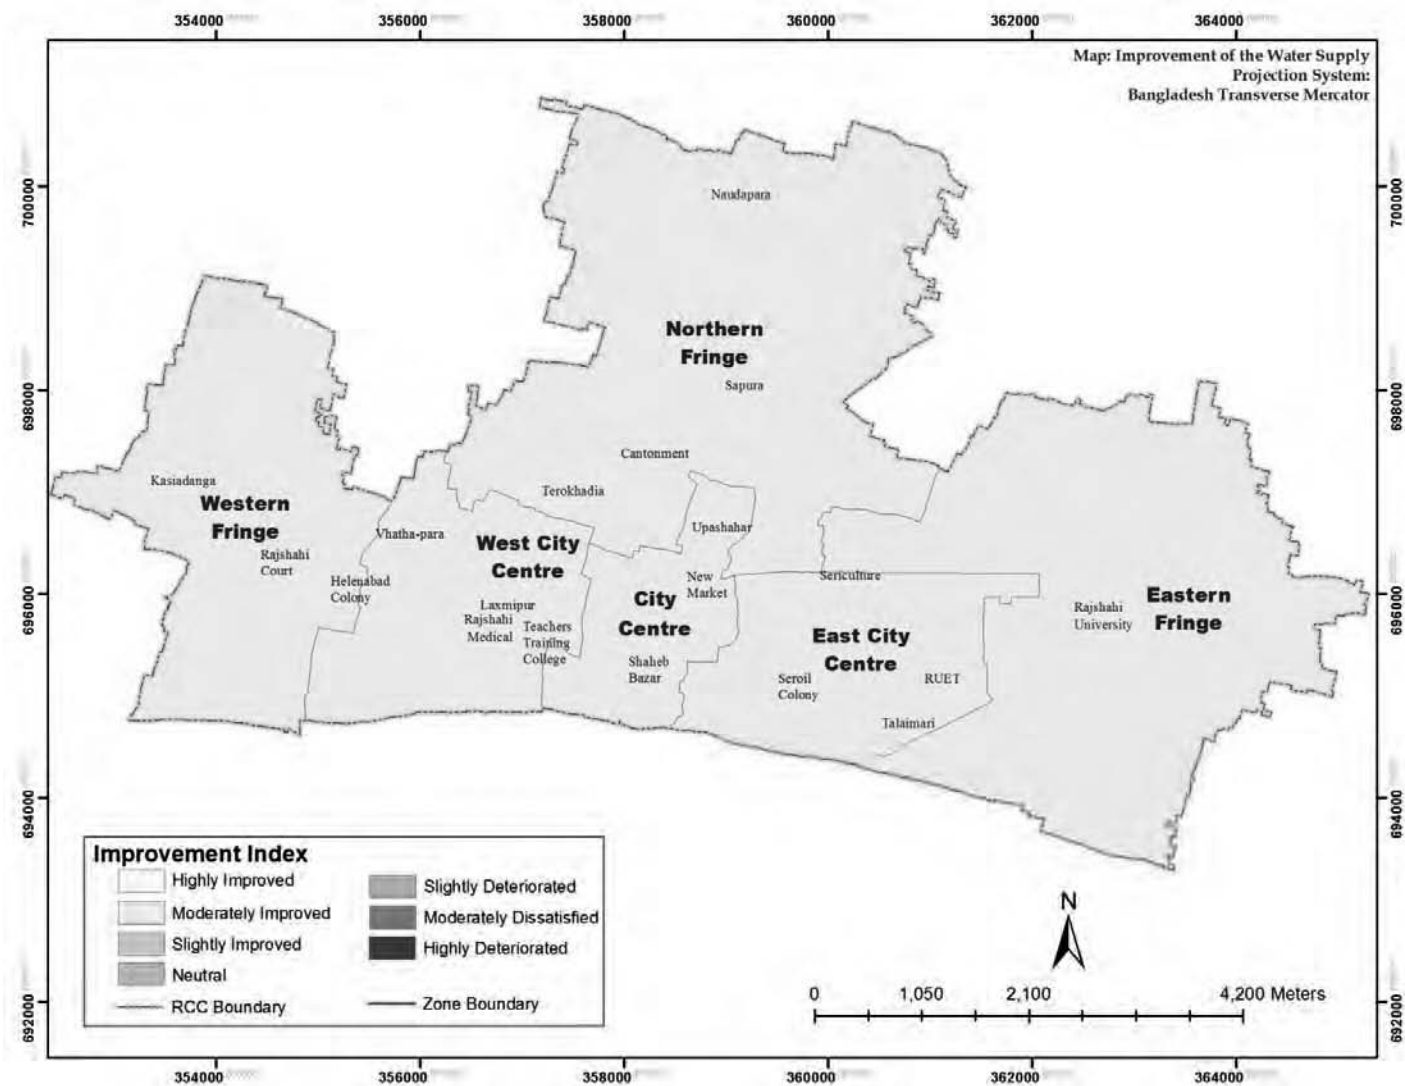 354000 356000 358000 360000 362000 364000
Map: Improvement of the Water Supply
Projection System:
Bangladesh Transverse Mercator
700000 700000
Naudapara
Northern
Fringe
Sapura
698000 698000
Cantonment
Kasiadanga
Terokhadia
Western
Fringe
Upashahar
Vhatha-para
West City
Centre
Rajshahi
Court
Helenabad
Colony
New
Market
Sericulture
696000 696000
Laxmipur
Rajshahi
Medical
Teachers
Training
College
City
Centre
Eastern
Fringe
Rajshahi
University
East City
Centre
Shaheb
Bazar
Seroil
Colony
RUET
Talaimari
694000 694000
Improvement Index
Highly Improved
Moderately Improved
Slightly Improved
Neutral
RCC Boundary
Slightly Deteriorated
Moderately Dissatisfied
Highly Deteriorated
Zone Boundary
N
0 1,050 2,100 4,200 Meters
692000 692000
354000 356000 358000 360000 362000 364000